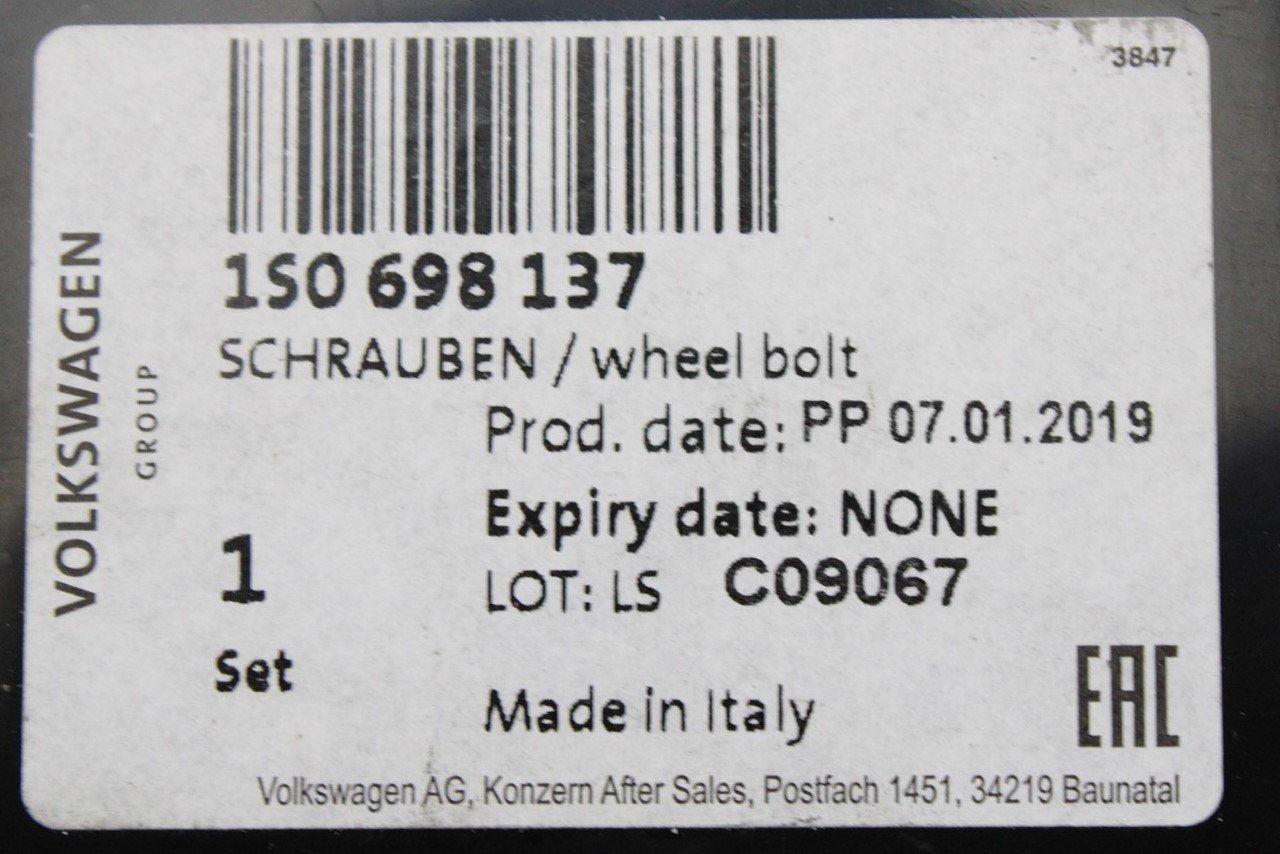 3847
VOLKSWAGEN
GROUP
1S0 698 137
SCHRAUBEN / wheel bolt
Prod. date: PP 07.01.2019
Expiry date: NONE
1
LOT: LS C09067
Set
Made in Italy
EAC
Volkswagen AG, Konzern After Sales, Postfach 1451, 34219 Baunatal